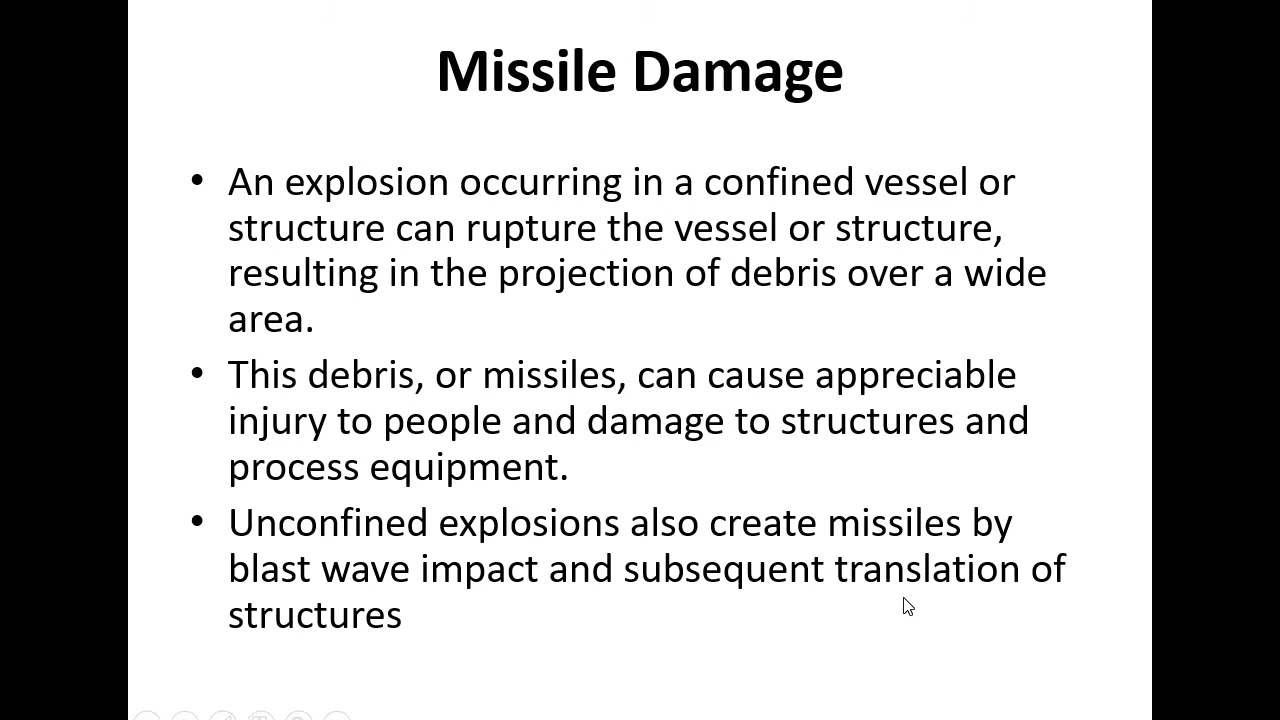 Missile Damage
• An explosion occurring in a confined vessel or
structure can rupture the vessel or structure,
resulting in the projection of debris over a wide
area.
• This debris, or missiles, can cause appreciable
injury to people and damage to structures and
process equipment.
• Unconfined explosions also create missiles by
blast wave impact and subsequent translation of
structures